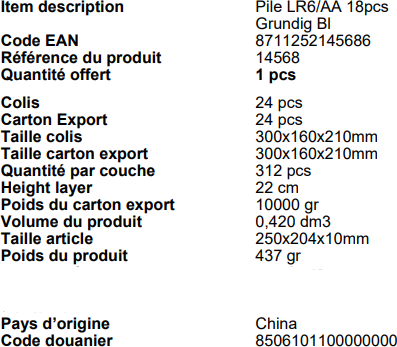 Item description Pile LR6/AA 18pcs
Grundig Bl
Code EAN 8711252145686
Référence du produit 14568
Quantité offert 1 pcs
Colis 24 pcs
Carton Export 24 pcs
Taille colis 300x160x210mm
Taille carton export 300x160x210mm
Quantité par couche 312 pcs
Height layer 22 cm
Poids du carton export 10000 gr
Volume du produit 0,420 dm3
Taille article 250x204x10mm
Poids du produit 437 gr
Pays d'origine China
Code douanier 8506101100000000